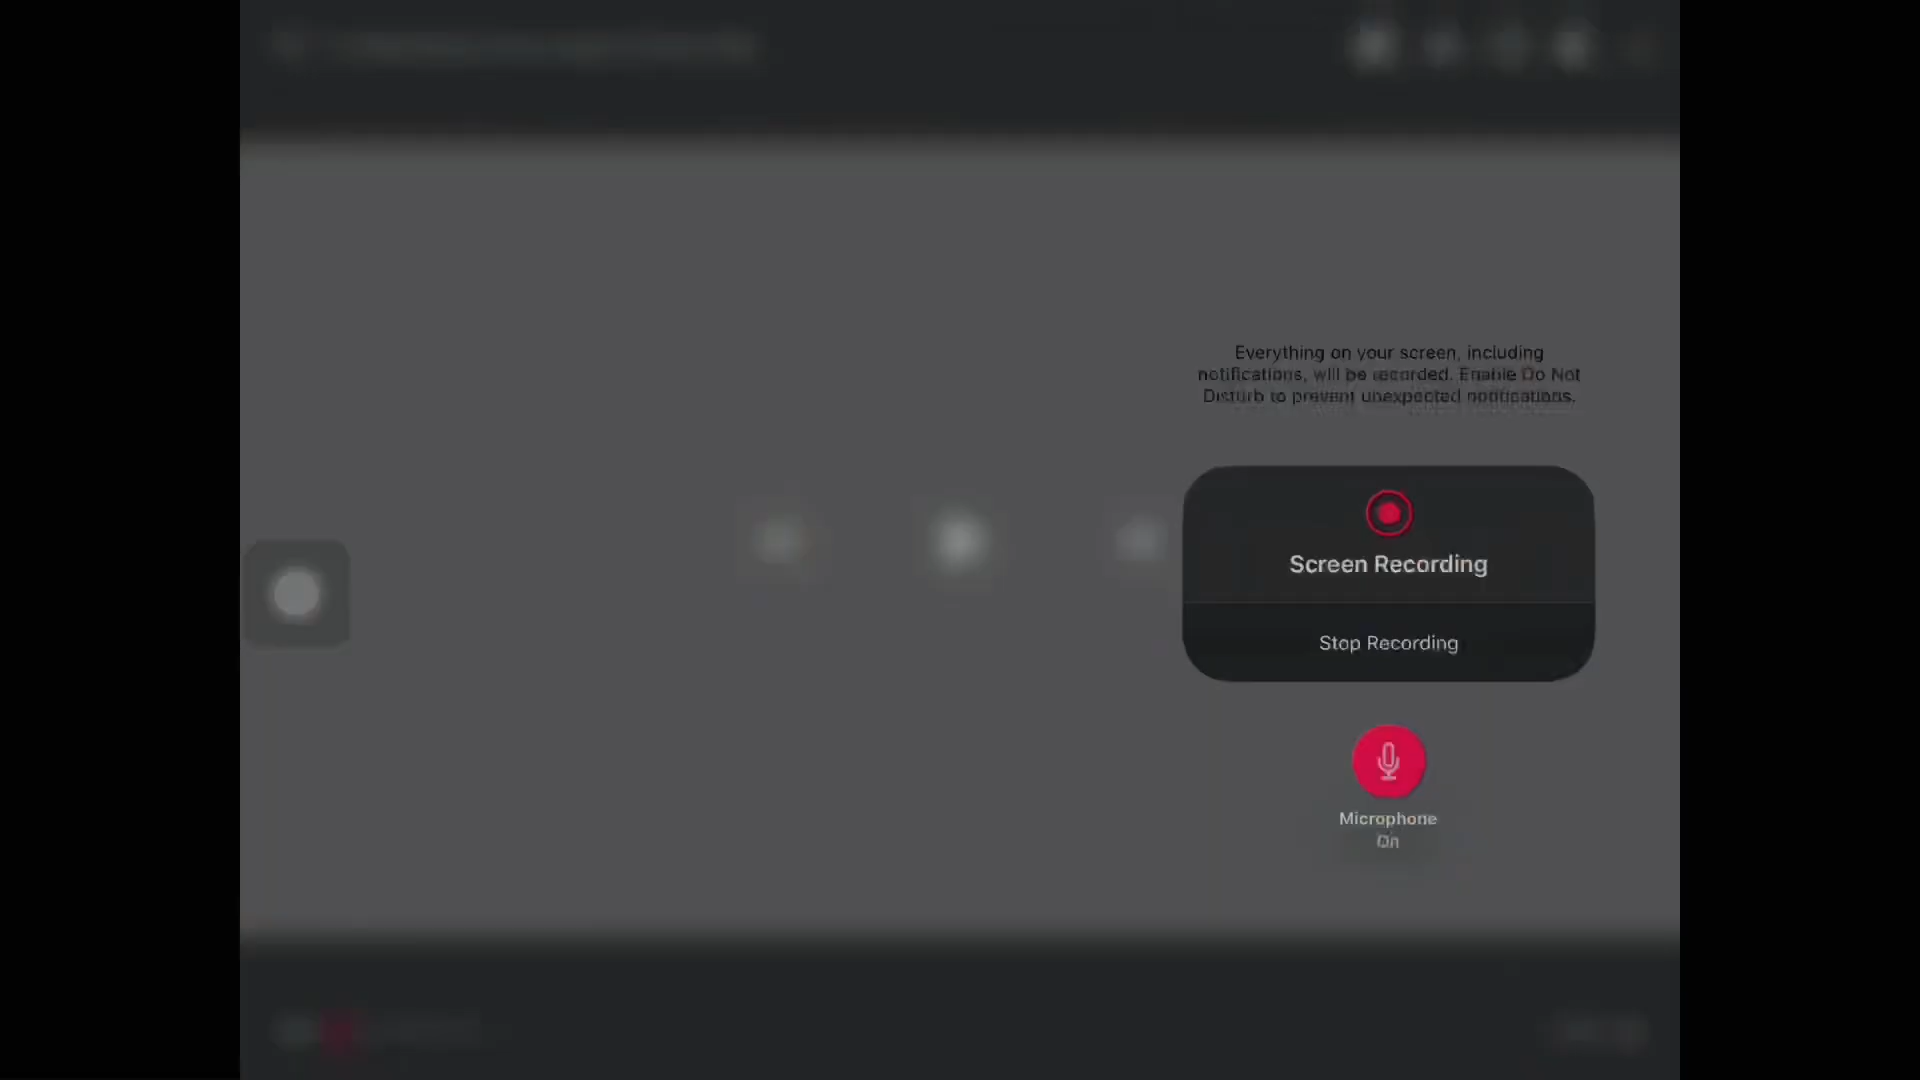 Everything on your screen, including
notifications, will be recorded. Enable Do Not
Disturb to prevent unexpected notifications.
Screen Recording
Stop Recording
Microphone
On